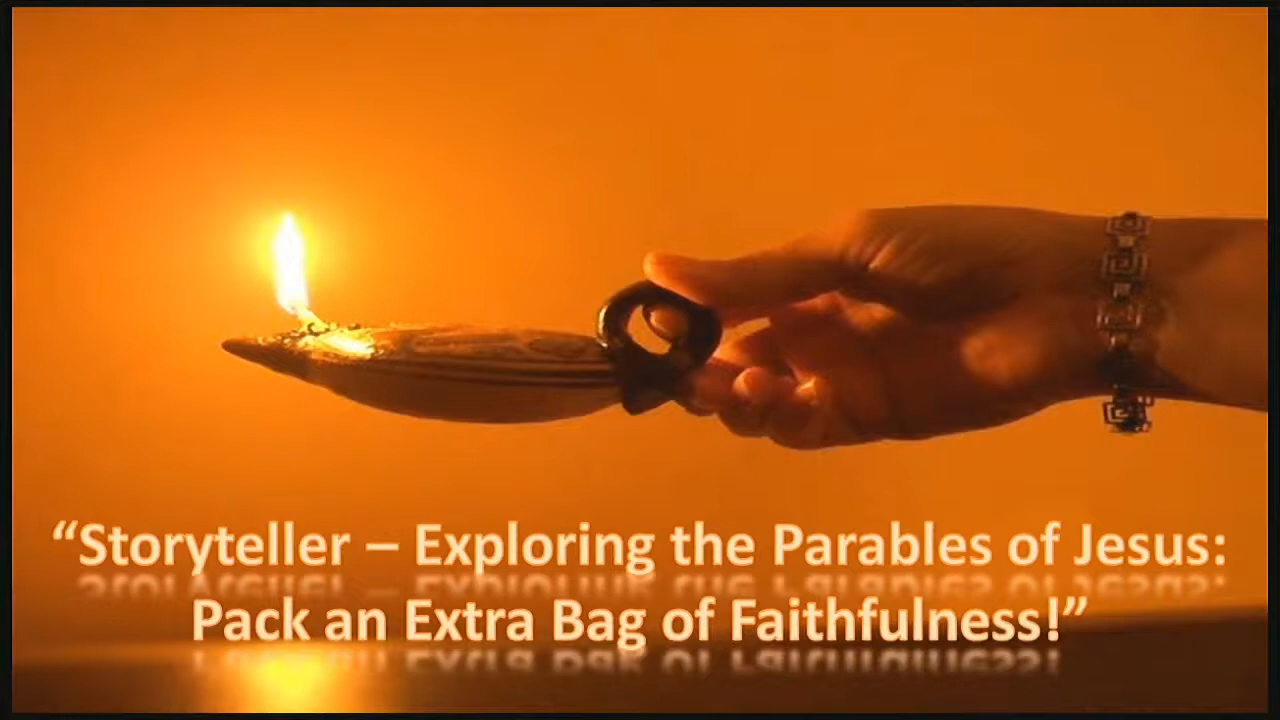 “Storyteller – Exploring the Parables of Jesus:
Pack an Extra Bag of Faithfulness!”